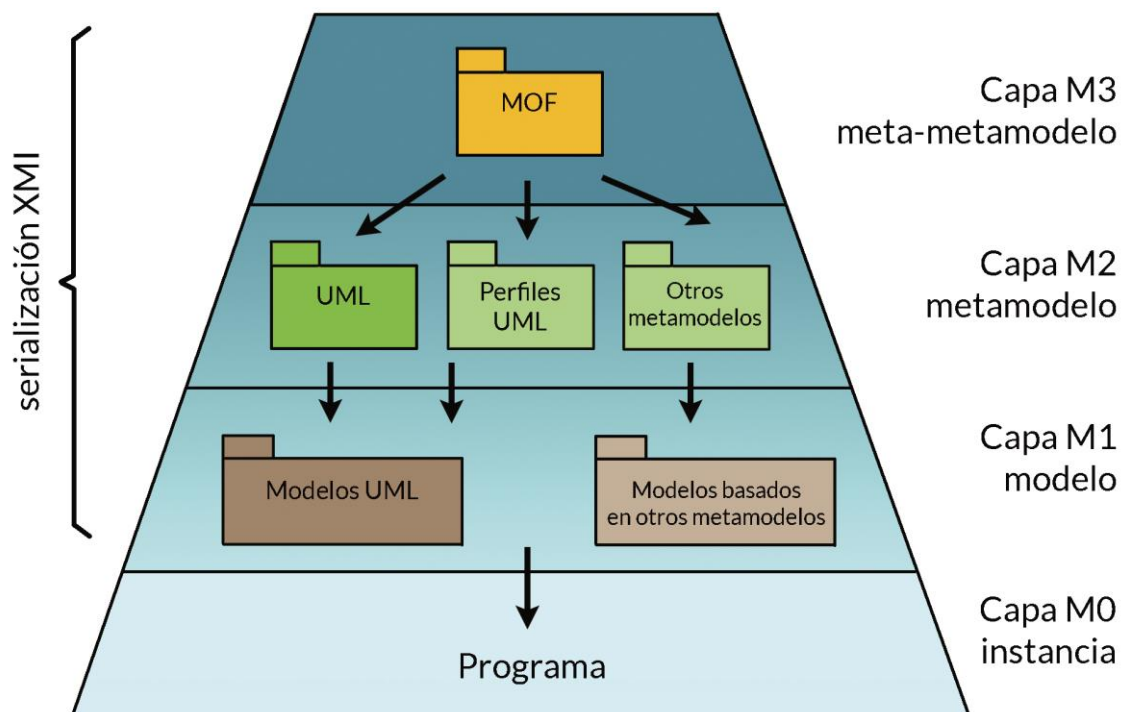 serialización XMI
MOF
Capa M3
meta-metamodelo
UML
Perfiles
UML
Otros
metamodelos
Capa M2
metamodelo
Modelos UML
Modelos basados
en otros metamodelos
Capa M1
modelo
Programa
Capa M0
instancia